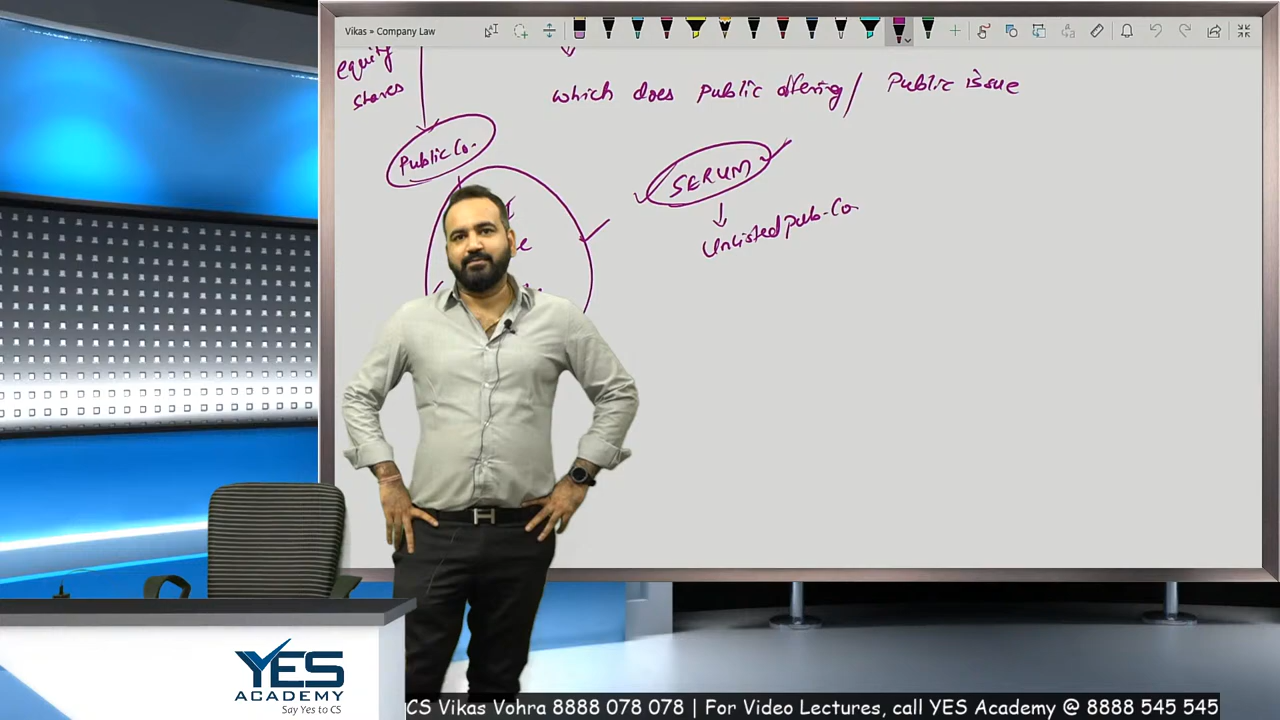 Vikas » Company Law
equity
shares
which does public offering / Public issue
Public Co.
SERUM
Unlisted Pub-Co
YES
ACADEMY
Say Yes to CS
CS Vikas Vohra 8888 078 078 | For Video Lectures, call YES Academy @ 8888 545 545